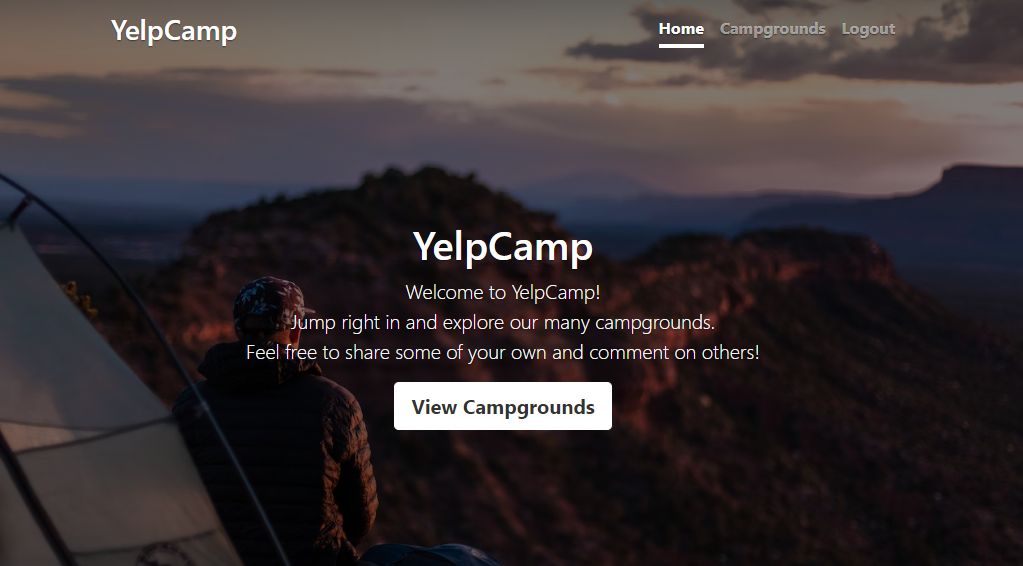 YelpCamp
Home Campgrounds Logout
YelpCamp
Welcome to YelpCamp!
Jump right in and explore our many campgrounds.
Feel free to share some of your own and comment on others!
View Campgrounds